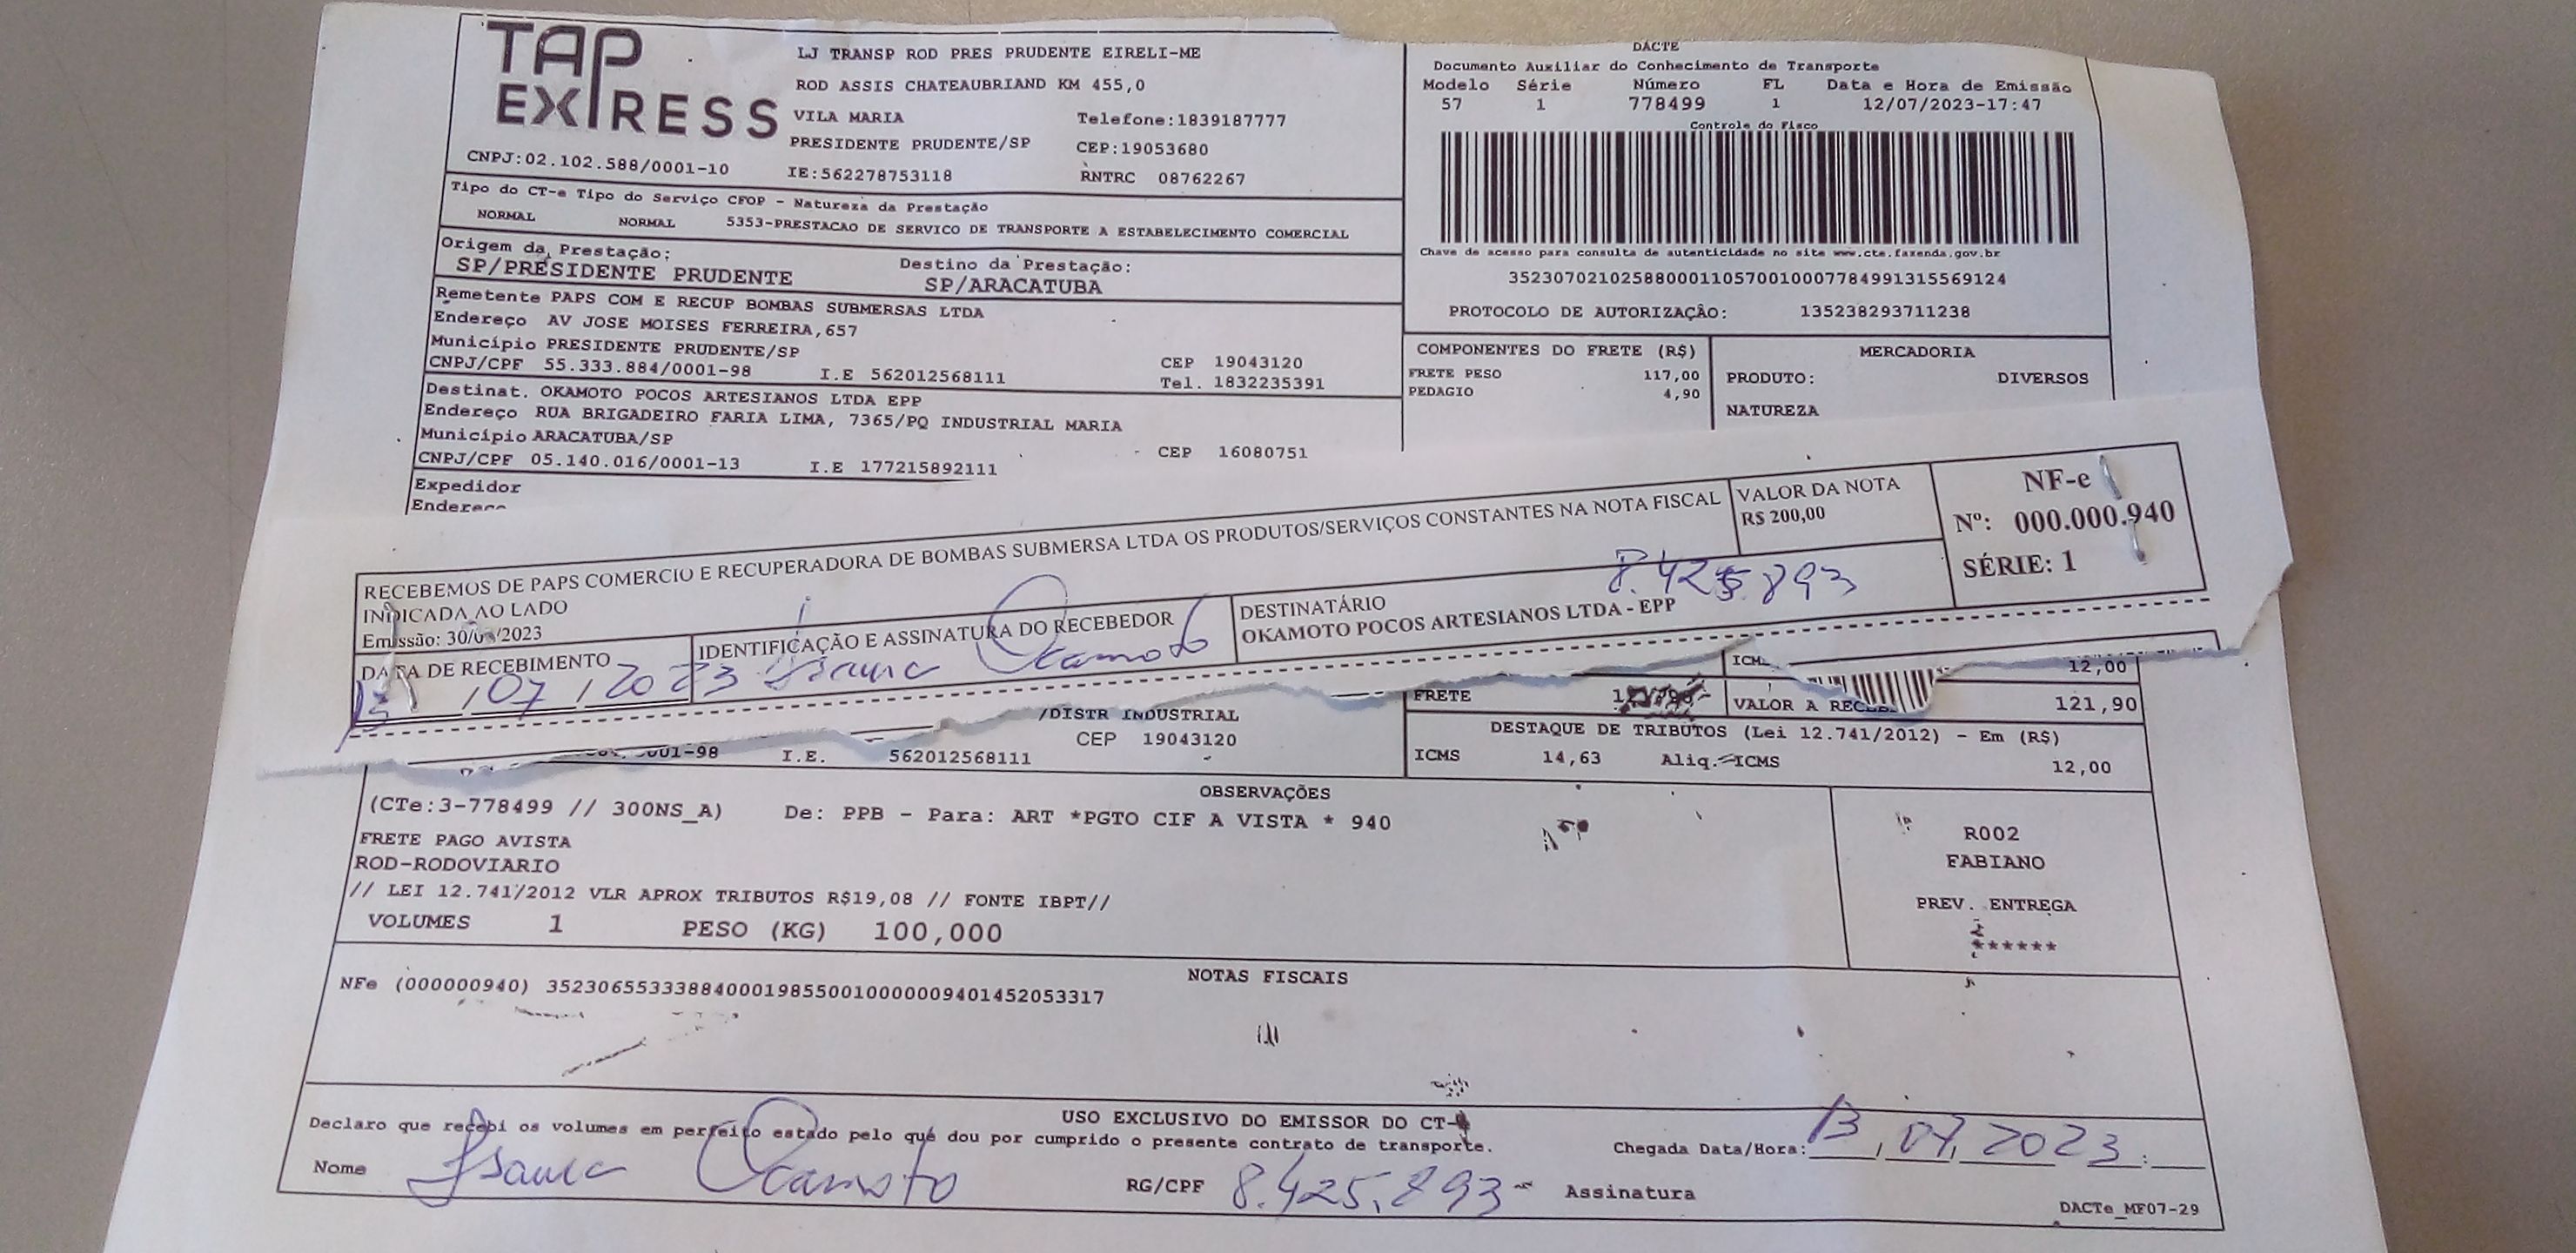 TAP EXPRESS
LJ TRANSP ROD PRES PRUDENTE EIRELI-ME
ROD ASSIS CHATEAUBRIAND KM 455,0
VILA MARIA Telefone:1839187777
PRESIDENTE PRUDENTE/SP CEP:19053680
CNPJ:02.102.588/0001-10 IE:562278753118 RNTRC 08762267
DACTE
Documento Auxiliar do Conhecimento de Transporte
Modelo Série Número FL Data e Hora de Emissão
57 1 778499 1 12/07/2023-17:47
Controle do Fisco
Chave de acesso para consulta de autenticidade no site www.cte.fazenda.gov.br
35230702102588000110570010007784991315569124
PROTOCOLO DE AUTORIZAÇÃO: 135238293711238
Tipo do CT-e Tipo do Serviço CFOP - Natureza da Prestação
NORMAL NORMAL 5353-PRESTACAO DE SERVICO DE TRANSPORTE A ESTABELECIMENTO COMERCIAL
Origem da Prestação: Destino da Prestação:
SP/PRESIDENTE PRUDENTE SP/ARACATUBA
Remetente PAPS COM E RECUP BOMBAS SUBMERSAS LTDA
Endereço AV JOSE MOISES FERREIRA,657
Município PRESIDENTE PRUDENTE/SP CEP 19043120
CNPJ/CPF 55.333.884/0001-98 I.E 562012568111 Tel. 1832235391
Destinat. OKAMOTO POCOS ARTESIANOS LTDA EPP
Endereço RUA BRIGADEIRO FARIA LIMA, 7365/PQ INDUSTRIAL MARIA
Município ARACATUBA/SP CEP 16080751
CNPJ/CPF 05.140.016/0001-13 I.E 177215892111
Expedidor
Endereço
COMPONENTES DO FRETE (R$)
FRETE PESO 117,00
PEDAGIO 4,90
MERCADORIA
PRODUTO: DIVERSOS
NATUREZA
RECEBEMOS DE PAPS COMERCIO E RECUPERADORA DE BOMBAS SUBMERSA LTDA OS PRODUTOS/SERVIÇOS CONSTANTES NA NOTA FISCAL
INDICADA AO LADO
Emissão: 30/ /2023
VALOR DA NOTA
R$ 200,00
NF-e
Nº: 000.000.940
SÉRIE: 1
DATA DE RECEBIMENTO
13/07/2023
IDENTIFICAÇÃO E ASSINATURA DO RECEBEDOR
Okamoto
DESTINATÁRIO 8.425.893
OKAMOTO POCOS ARTESIANOS LTDA - EPP
ICM 12,00
FRETE VALOR A RECEB 121,90
/DISTR INDUSTRIAL
CEP 19043120
001-98 I.E. 562012568111
DESTAQUE DE TRIBUTOS (Lei 12.741/2012) - Em (R$)
ICMS 14,63 Aliq. ICMS 12,00
OBSERVAÇÕES
(CTe:3-778499 // 300NS_A) De: PPB - Para: ART *PGTO CIF A VISTA * 940
FRETE PAGO AVISTA
ROD-RODOVIARIO
// LEI 12.741/2012 VLR APROX TRIBUTOS R$19,08 // FONTE IBPT//
VOLUMES 1 PESO (KG) 100,000
R002
FABIANO
PREV. ENTREGA
******
NOTAS FISCAIS
NFe (000000940) 35230655333884000198550010000009401452053317
USO EXCLUSIVO DO EMISSOR DO CT-
Declaro que recebi os volumes em perfeito estado pelo que dou por cumprido o presente contrato de transporte.
Chegada Data/Hora: 13,07,2023 :
Nome Okamoto RG/CPF 8.425.893 Assinatura
DACTe_MF07-29